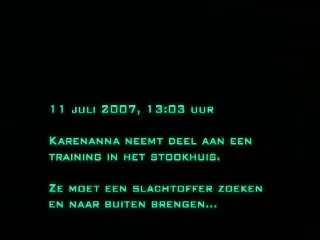 11 juli 2007, 13:03 uur
Karenanna neemt deel aan een
training in het stookhuis.
Ze moet een slachtoffer zoeken
en naar buiten brengen...